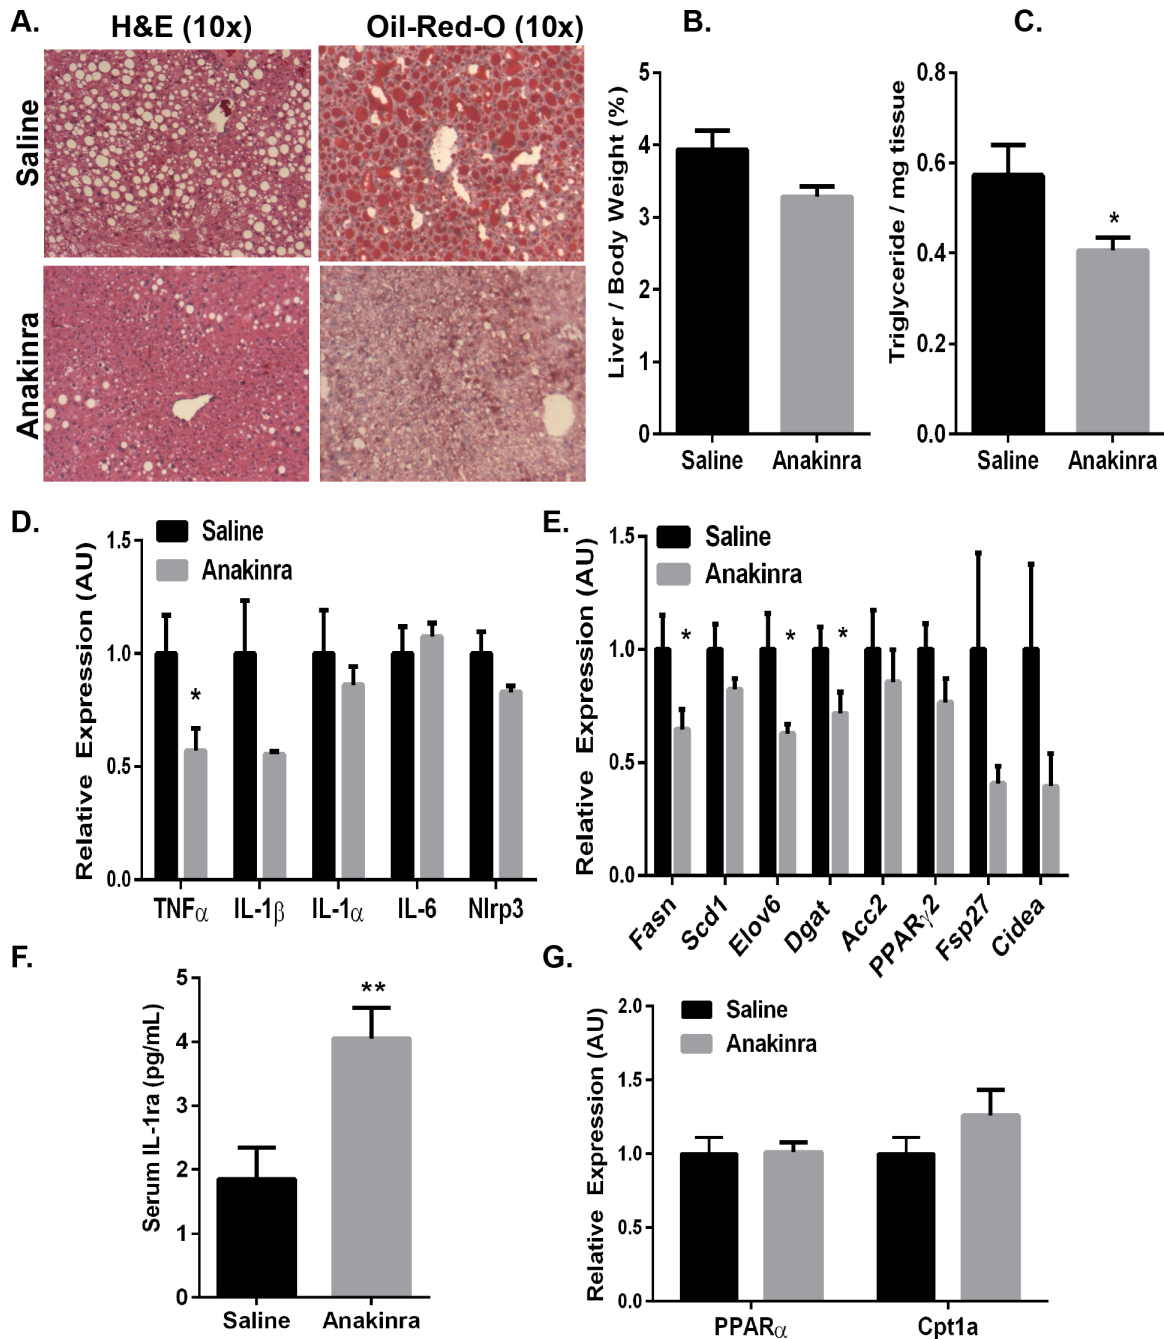 A.
H&E (10x)
Oil-Red-O (10x)
Saline
Anakinra
B.
Liver / Body Weight (%)
5
4
3
2
1
0
Saline Anakinra
C.
Triglyceride / mg tissue
0.8
0.6
0.4
0.2
0.0
*
Saline Anakinra
D.
Saline
Anakinra
Relative Expression (AU)
1.5
1.0
0.5
0.0
*
TNFα IL-1β IL-1α IL-6 Nlrp3
E.
Saline
Anakinra
Relative Expression (AU)
1.5
1.0
0.5
0.0
* * *
Fasn Scd1 Elov6 Dgat Acc2 PPARγ2 Fsp27 Cidea
F.
Serum IL-1ra (pg/mL)
5
4
3
2
1
0
**
Saline Anakinra
G.
Saline
Anakinra
Relative Expression (AU)
2.0
1.5
1.0
0.5
0.0
PPARα Cpt1a